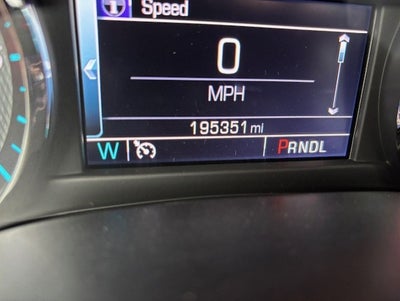 i Speed
0
MPH
195351 mi
W PRNDL